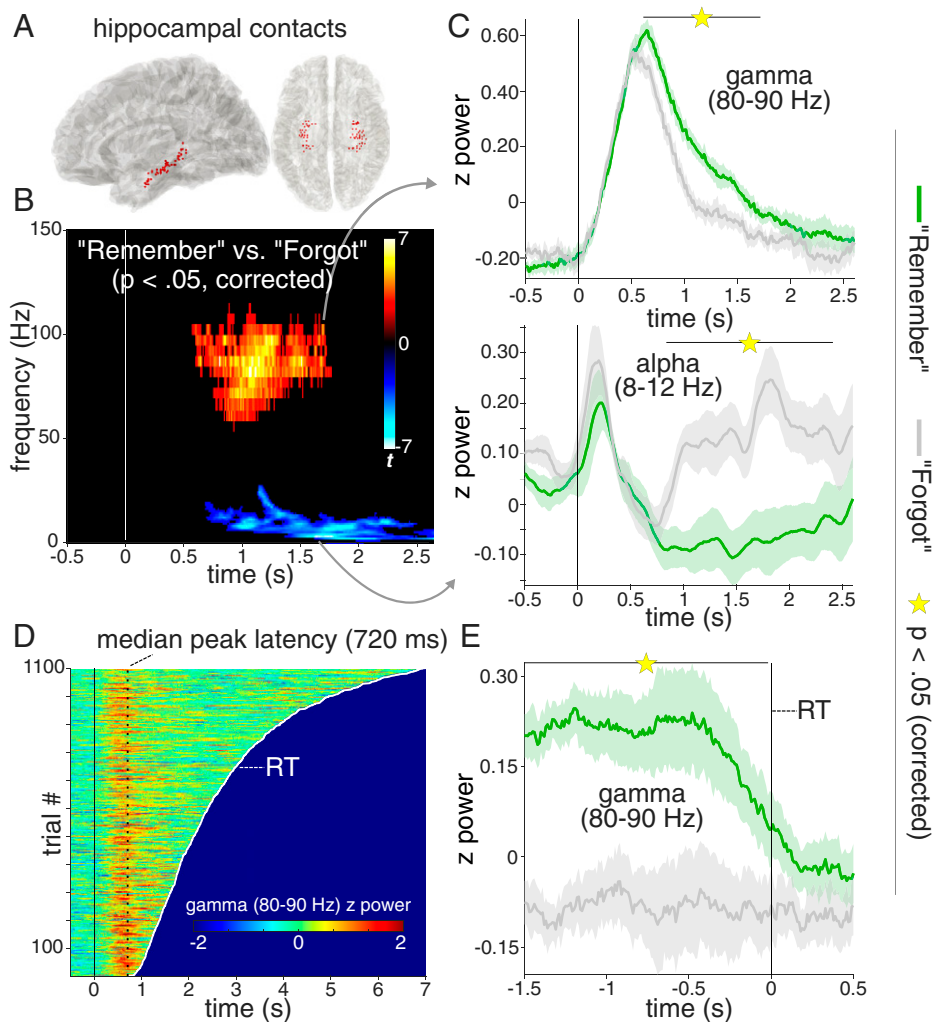 A
hippocampal contacts
B
150
100
50
0
frequency (Hz)
"Remember" vs. "Forgot"
(p < .05, corrected)
7
0
-7
t
-0.5
0
0.5
1
1.5
2
2.5
time (s)
C
0.60
0.40
0.20
0
-0.20
z power
gamma
(80-90 Hz)
-0.5
0
0.5
1
1.5
2
2.5
time (s)
0.30
0.20
0.10
0
-0.10
z power
alpha
(8-12 Hz)
-0.5
0
0.5
1
1.5
2
2.5
time (s)
"Remember"
"Forgot"
p < .05 (corrected)
D
median peak latency (720 ms)
1100
100
trial #
RT
gamma (80-90 Hz) z power
-2
0
2
0
1
2
3
4
5
6
7
time (s)
E
0.30
0.15
0
-0.15
z power
RT
gamma
(80-90 Hz)
-1.5
-1
-0.5
0
0.5
time (s)